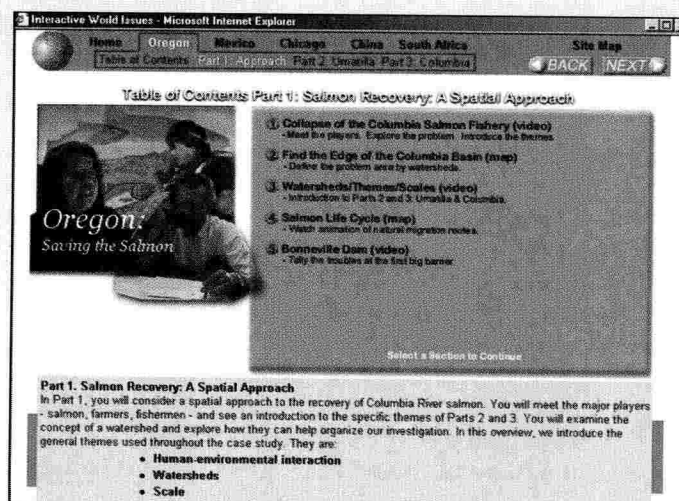 Interactive World Issues - Microsoft Internet Explorer
Home Oregon Mexico Chicago China South Africa Site Map
Table of Contents Part 1: Approach Part 2: Umatilla Part 3: Columbia BACK NEXT
Table of Contents Part 1: Salmon Recovery: A Spatial Approach
1. Collapse of the Columbia Salmon Fishery (video)
- Meet the players. Explore the problem. Introduce the themes.
2. Find the Edge of the Columbia Basin (map)
- Define the problem area by watersheds.
3. Watersheds/Themes/Scales (video)
- Introduction to Parts 2 and 3: Umatilla & Columbia.
4. Salmon Life Cycle (map)
- Watch animation of natural migration routes.
5. Bonneville Dam (video)
- Tally the troubles at the first big barrier.
Oregon:
Saving the Salmon
Select a Section to Continue
Part 1. Salmon Recovery: A Spatial Approach
In Part 1, you will consider a spatial approach to the recovery of Columbia River salmon. You will meet the major players
- salmon, farmers, fishermen - and see an introduction to the specific themes of Parts 2 and 3. You will examine the
concept of a watershed and explore how they can help organize our investigation. In this overview, we introduce the
general themes used throughout the case study. They are:
• Human-environmental interaction
• Watersheds
• Scale